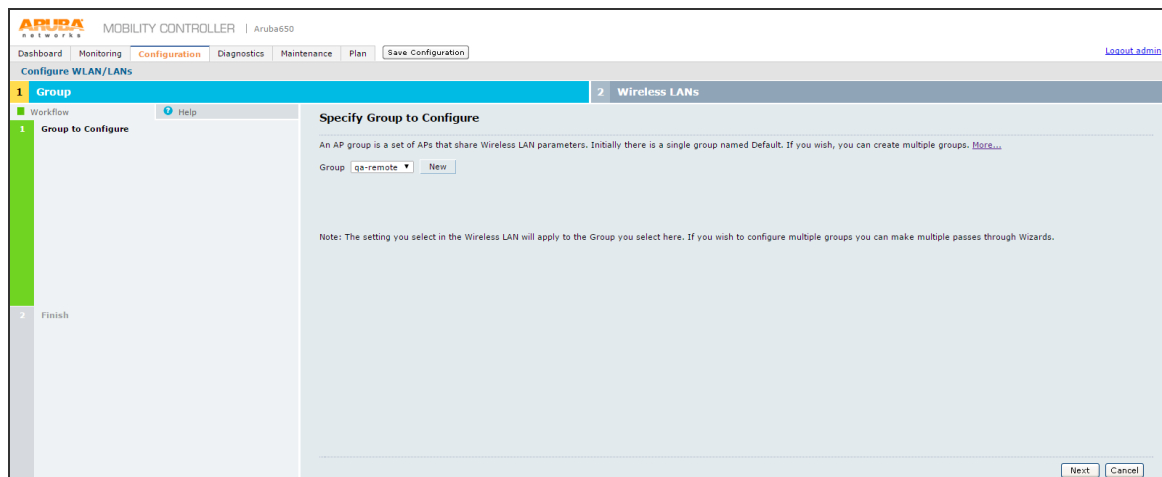 ARUBA networks MOBILITY CONTROLLER | Aruba650
Dashboard Monitoring Configuration Diagnostics Maintenance Plan Save Configuration Logout admin
Configure WLAN/LANs
1 Group 2 Wireless LANs
Workflow Help
1 Group to Configure
Specify Group to Configure
An AP group is a set of APs that share Wireless LAN parameters. Initially there is a single group named Default. If you wish, you can create multiple groups. More...
Group qa-remote New
Note: The setting you select in the Wireless LAN will apply to the Group you select here. If you wish to configure multiple groups you can make multiple passes through Wizards.
2 Finish
Next Cancel